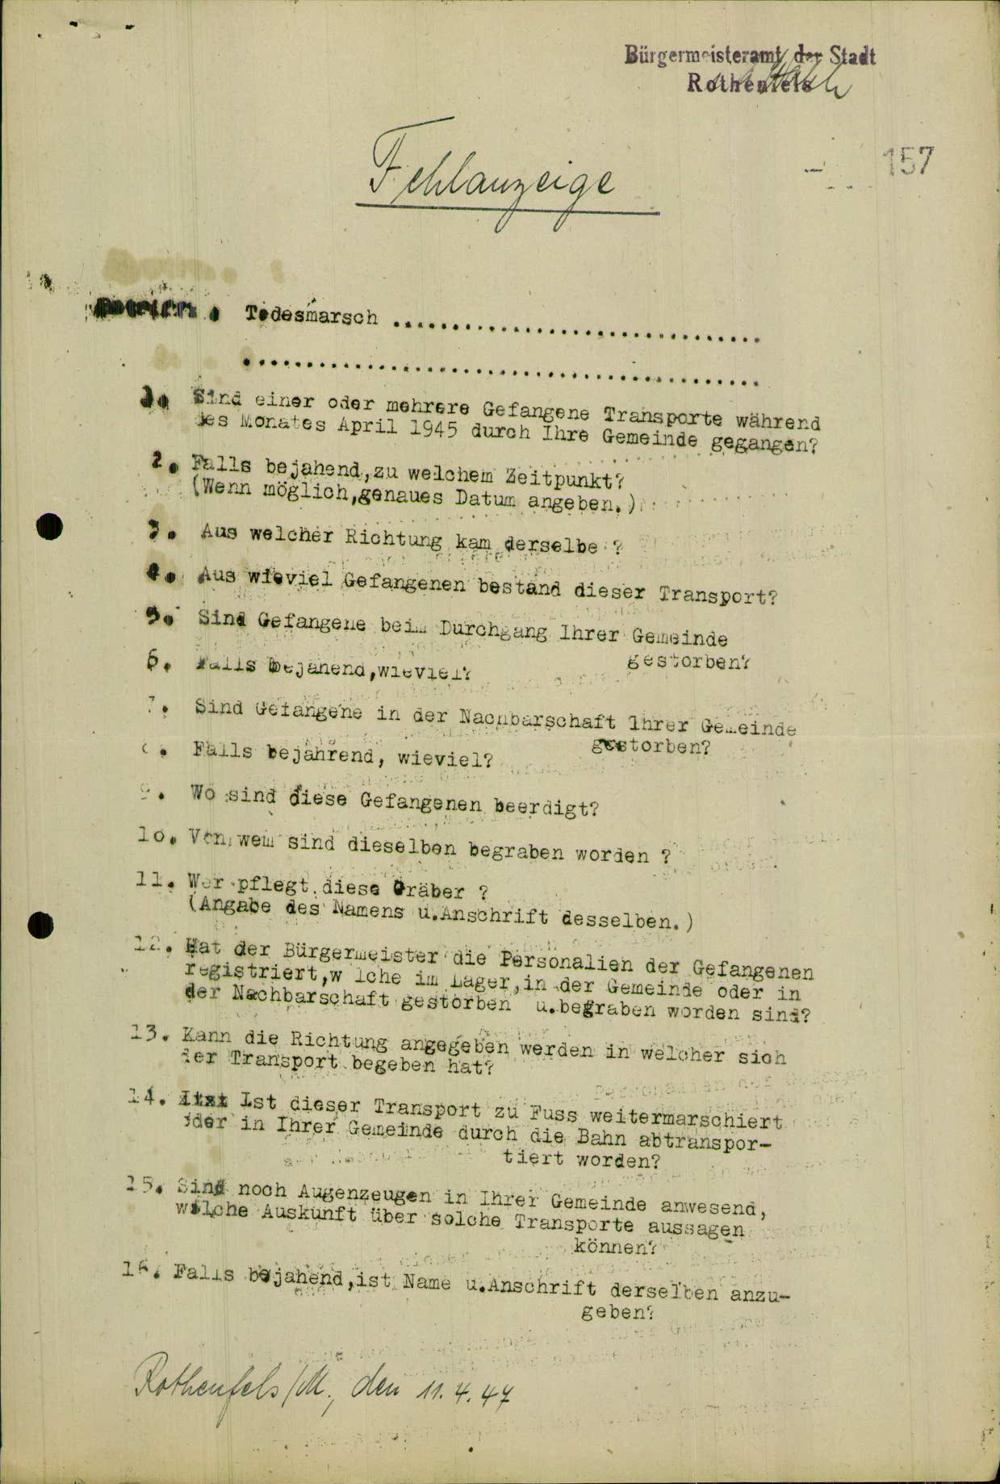 Bürgermeisteramt der Stadt
Rothenfels
157
Fehlanzeige
Todesmarsch ................................
............................................
1. Sind einer oder mehrere Gefangene Transporte während
des Monates April 1945 durch Ihre Gemeinde gegangen?
2. Falls bejahend,zu welchem Zeitpunkt?
(Wenn möglich,genaues Datum angeben.)
3. Aus welcher Richtung kam derselbe ?
4. Aus wieviel Gefangenen bestand dieser Transport?
5. Sind Gefangene beim Durchgang Ihrer Gemeinde
gestorben?
6. Falls bejahend,wieviel?
7. Sind Gefangene in der Nachbarschaft Ihrer Gemeinde
gestorben?
8. Falls bejahrend, wieviel?
9. Wo sind diese Gefangenen beerdigt?
10. Von wem sind dieselben begraben worden ?
11. Wer pflegt diese Gräber ?
(Angabe des Namens u.Anschrift desselben.)
12. Hat der Bürgermeister die Personalien der Gefangenen
registriert,w lche im Lager,in der Gemeinde oder in
der Nachbarschaft gestorben u.begraben worden sind?
13. Kann die Richtung angegeben werden in welcher sich
der Transport begeben hat?
14. Ist dieser Transport zu Fuss weitermarschiert
oder in Ihrer Gemeinde durch die Bahn abtranspor-
tiert worden?
15. Sind noch Augenzeugen in Ihrer Gemeinde anwesend,
welche Auskunft über solche Transporte aussagen
können?
16. Falls bejahend,ist Name u.Anschrift derselben anzu-
geben?
Rothenfels/M., den 11.4.47